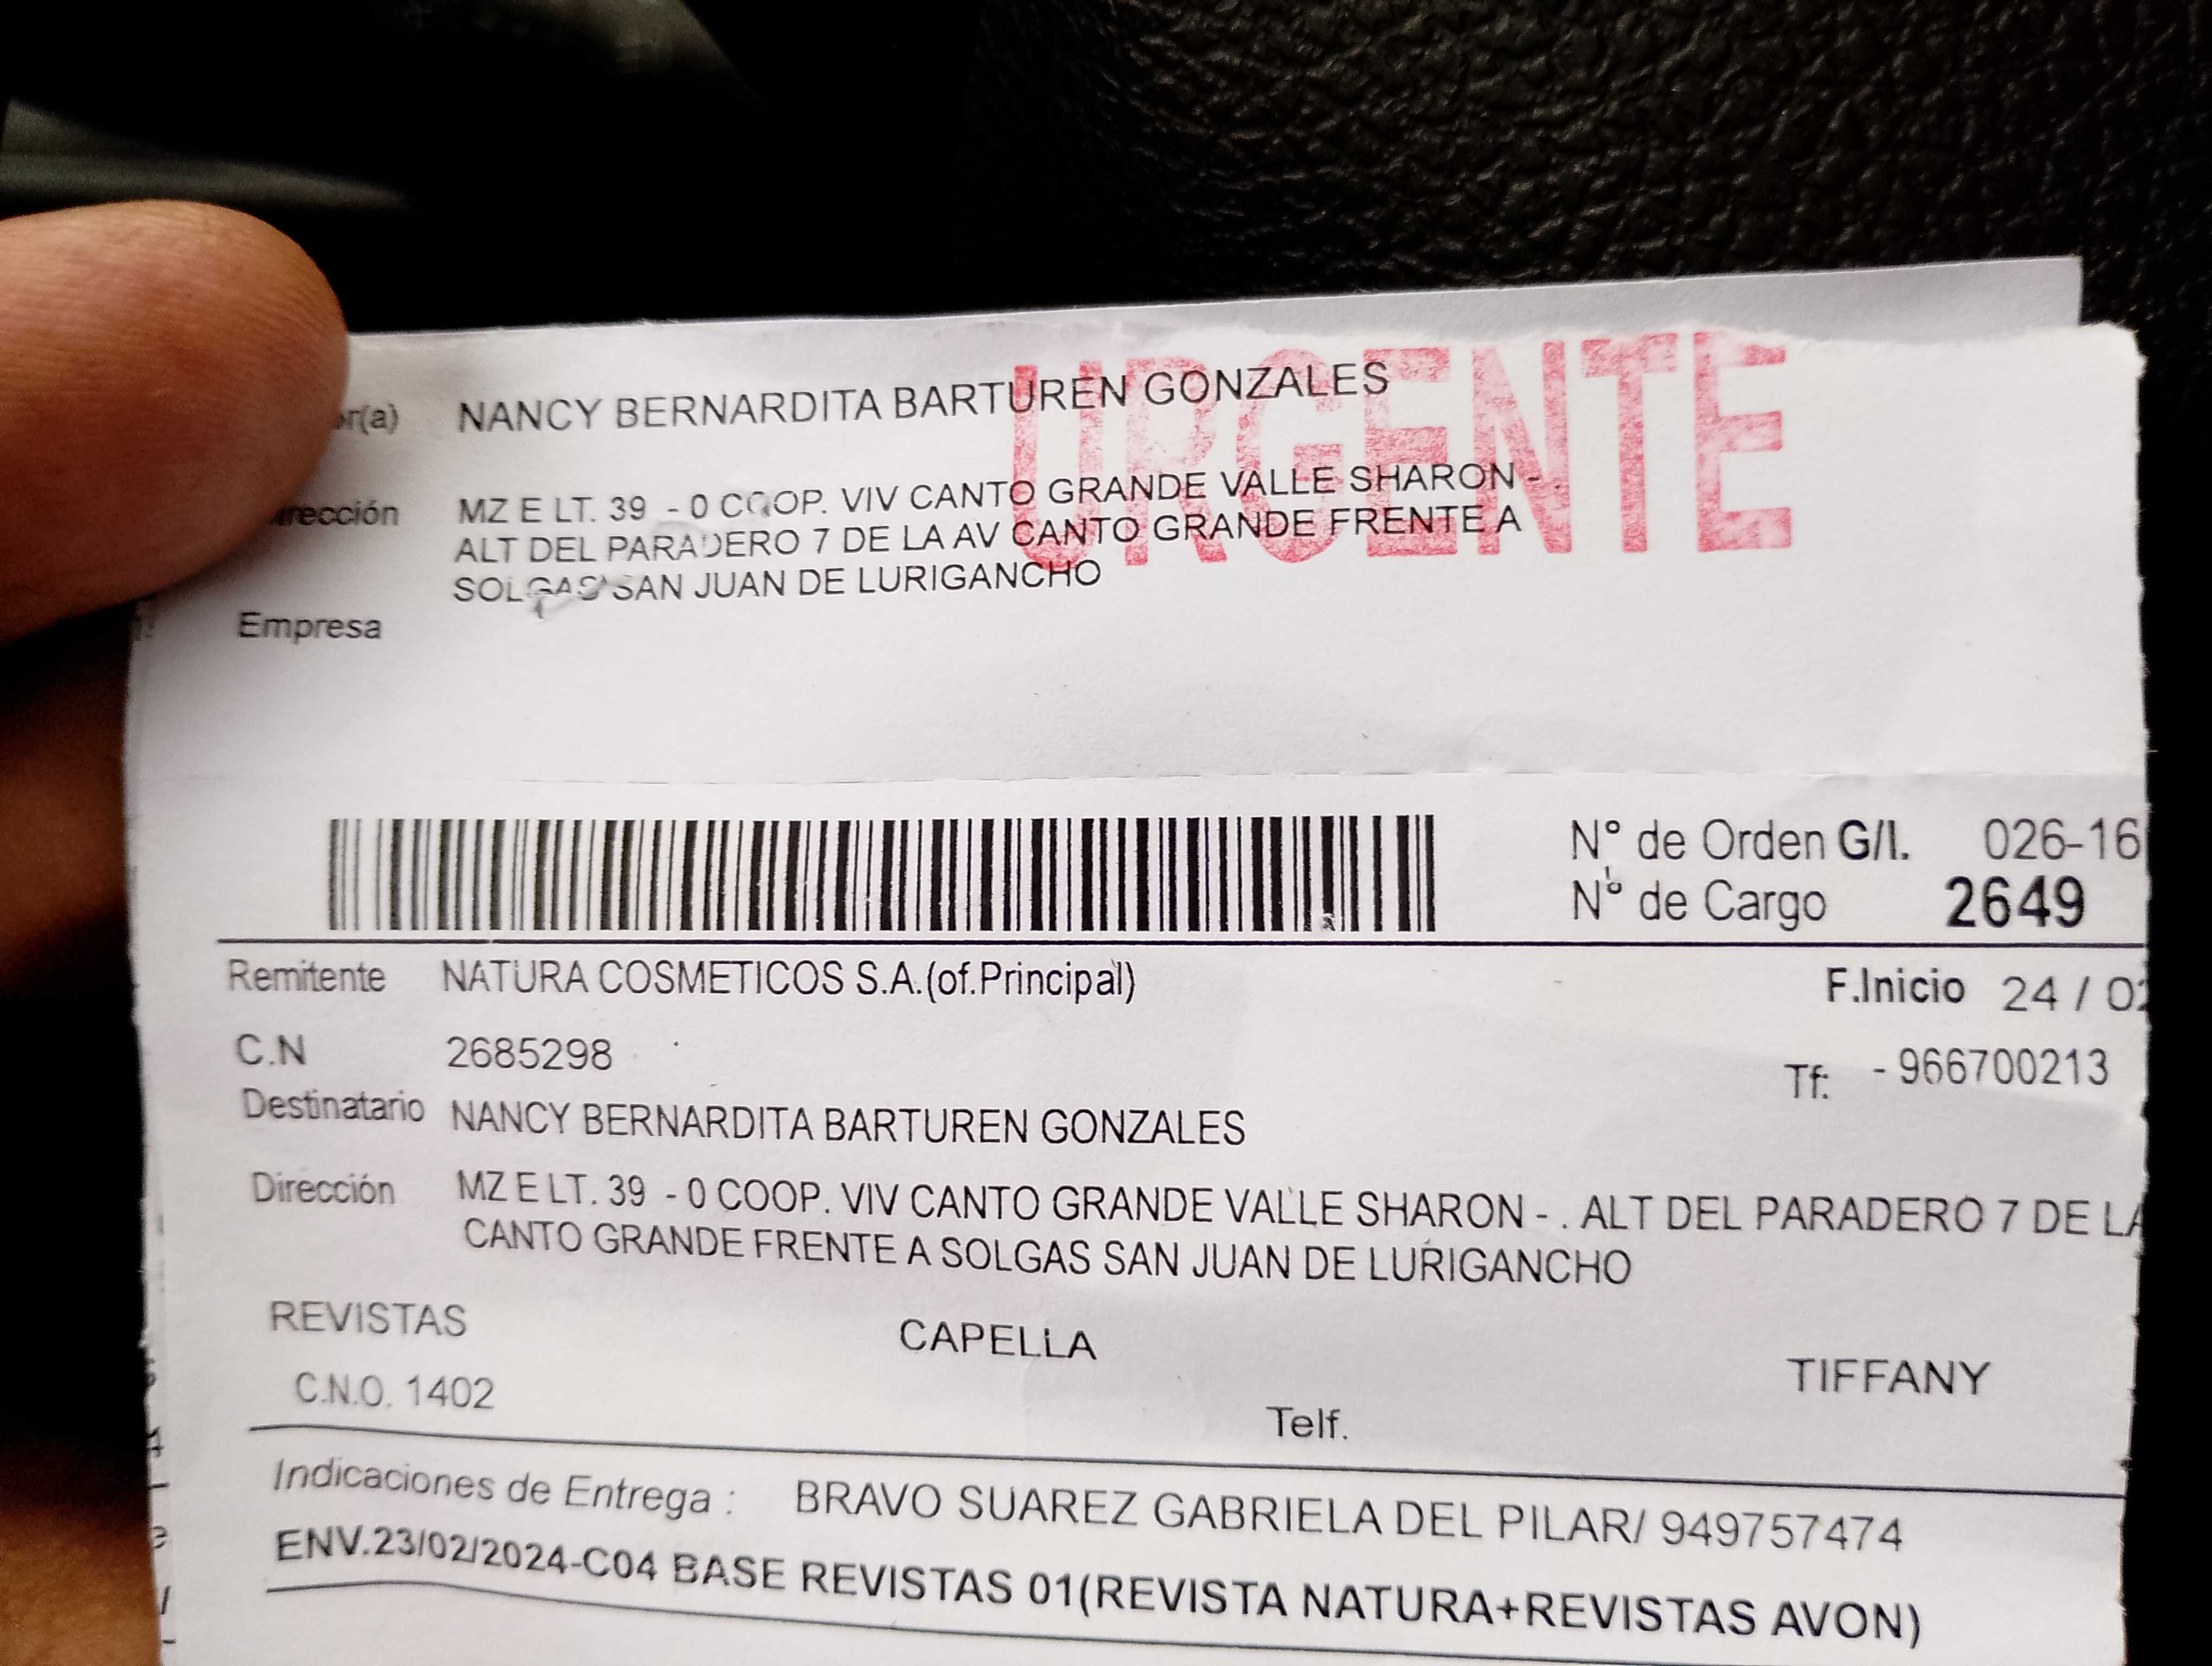 NANCY BERNARDITA BARTUREN GONZALES
URGENTE
MZ E LT. 39 - 0 COOP. VIV CANTO GRANDE VALLE SHARON - .
ALT DEL PARADERO 7 DE LA AV CANTO GRANDE FRENTE A
SOLGAS SAN JUAN DE LURIGANCHO
Empresa
N° de Orden G/I. 026-16
N° de Cargo 2649
Remitente NATURA COSMETICOS S.A.(of.Principal)
F.Inicio 24 / 02
C.N 2685298
Tf: - 966700213
Destinatario NANCY BERNARDITA BARTUREN GONZALES
Dirección MZ E LT. 39 - 0 COOP. VIV CANTO GRANDE VALLE SHARON - . ALT DEL PARADERO 7 DE LA
CANTO GRANDE FRENTE A SOLGAS SAN JUAN DE LURIGANCHO
REVISTAS CAPELLA TIFFANY
C.N.O. 1402 Telf.
Indicaciones de Entrega : BRAVO SUAREZ GABRIELA DEL PILAR/ 949757474
ENV.23/02/2024-C04 BASE REVISTAS 01(REVISTA NATURA+REVISTAS AVON)